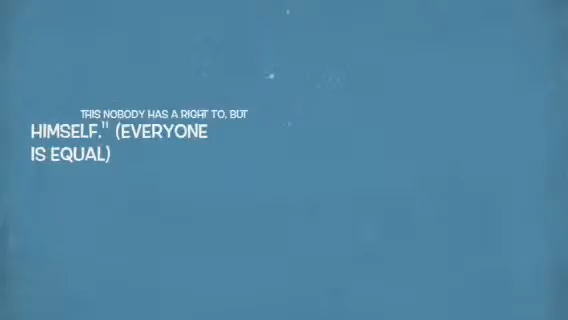 THIS NOBODY HAS A RIGHT TO, BUT
HIMSELF." (EVERYONE
IS EQUAL)